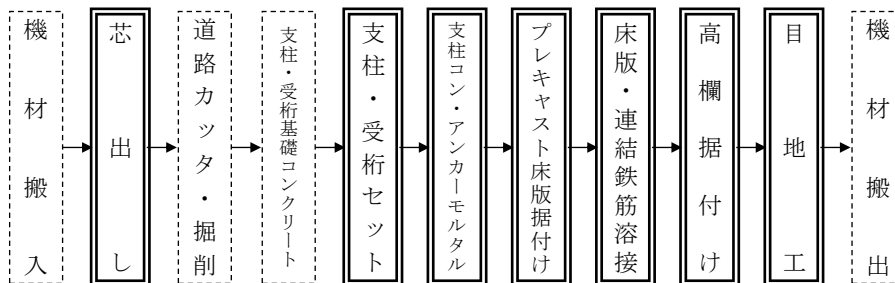 機材搬入
芯出し
道路カッタ・掘削
支柱・受桁基礎コンクリート
支柱・受桁セット
支柱コン・アンカーモルタル
プレキャスト床版据付け
床版・連結鉄筋溶接
高欄据付け
目地工
機材搬出